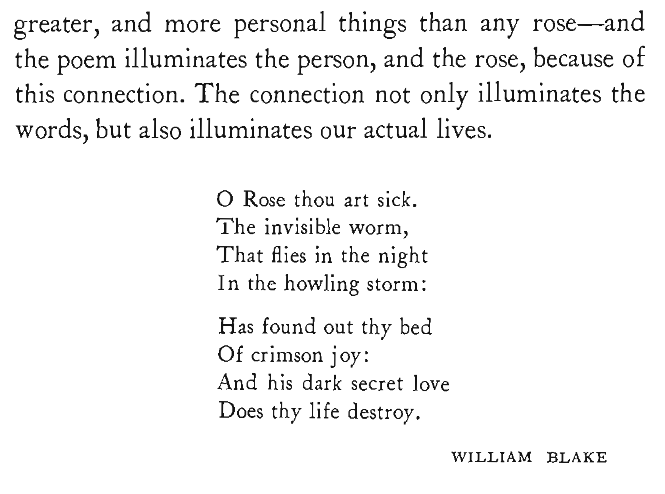 greater, and more personal things than any rose—and
the poem illuminates the person, and the rose, because of
this connection. The connection not only illuminates the
words, but also illuminates our actual lives.
O Rose thou art sick.
The invisible worm,
That flies in the night
In the howling storm:
Has found out thy bed
Of crimson joy:
And his dark secret love
Does thy life destroy.
WILLIAM BLAKE